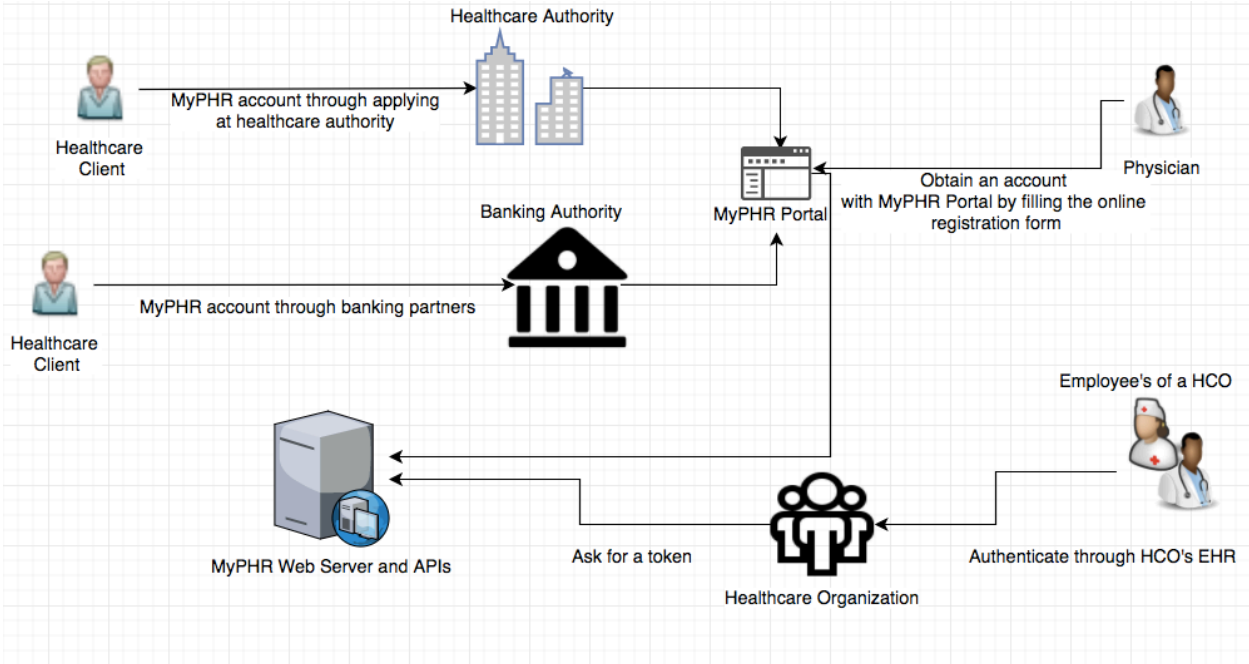 Healthcare Authority
MyPHR account through applying
at healthcare authority
Healthcare
Client
Physician
Obtain an account
with MyPHR Portal by filling the online
registration form
MyPHR Portal
Banking Authority
MyPHR account through banking partners
Healthcare
Client
Employee's of a HCO
MyPHR Web Server and APIs
Ask for a token
Authenticate through HCO's EHR
Healthcare Organization